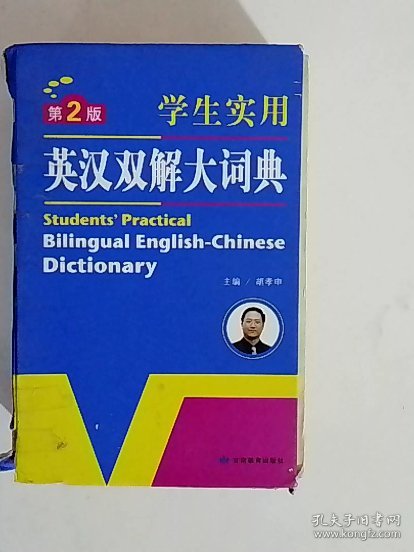 第2版
学生实用
英汉双解大词典
Students' Practical
Bilingual English-Chinese
Dictionary
主编/胡孝申
孔夫子旧书网
www.kongfz.com